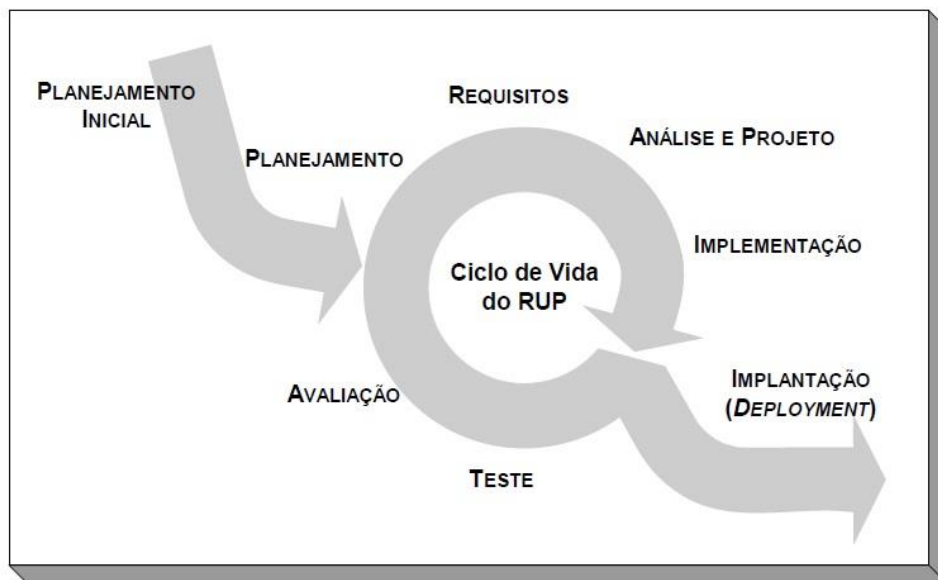 PLANEJAMENTO
INICIAL
PLANEJAMENTO
REQUISITOS
ANÁLISE E PROJETO
IMPLEMENTAÇÃO
Ciclo de Vida
do RUP
IMPLANTAÇÃO
(DEPLOYMENT)
TESTE
AVALIAÇÃO